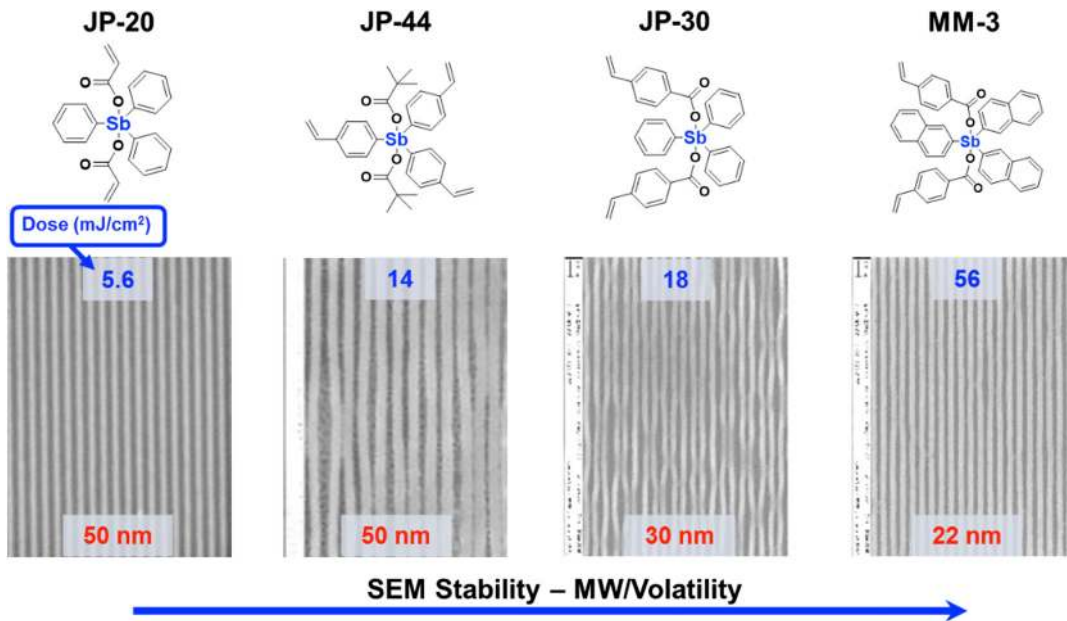 JP-20 JP-44 JP-30 MM-3
O
O
Sb
O
O
O
O
Sb
O
O
O
O
Sb
O
O
O
O
Sb
O
O
Dose (mJ/cm²)
5.6 14 18 56
50 nm 50 nm 30 nm 22 nm
SEM Stability – MW/Volatility